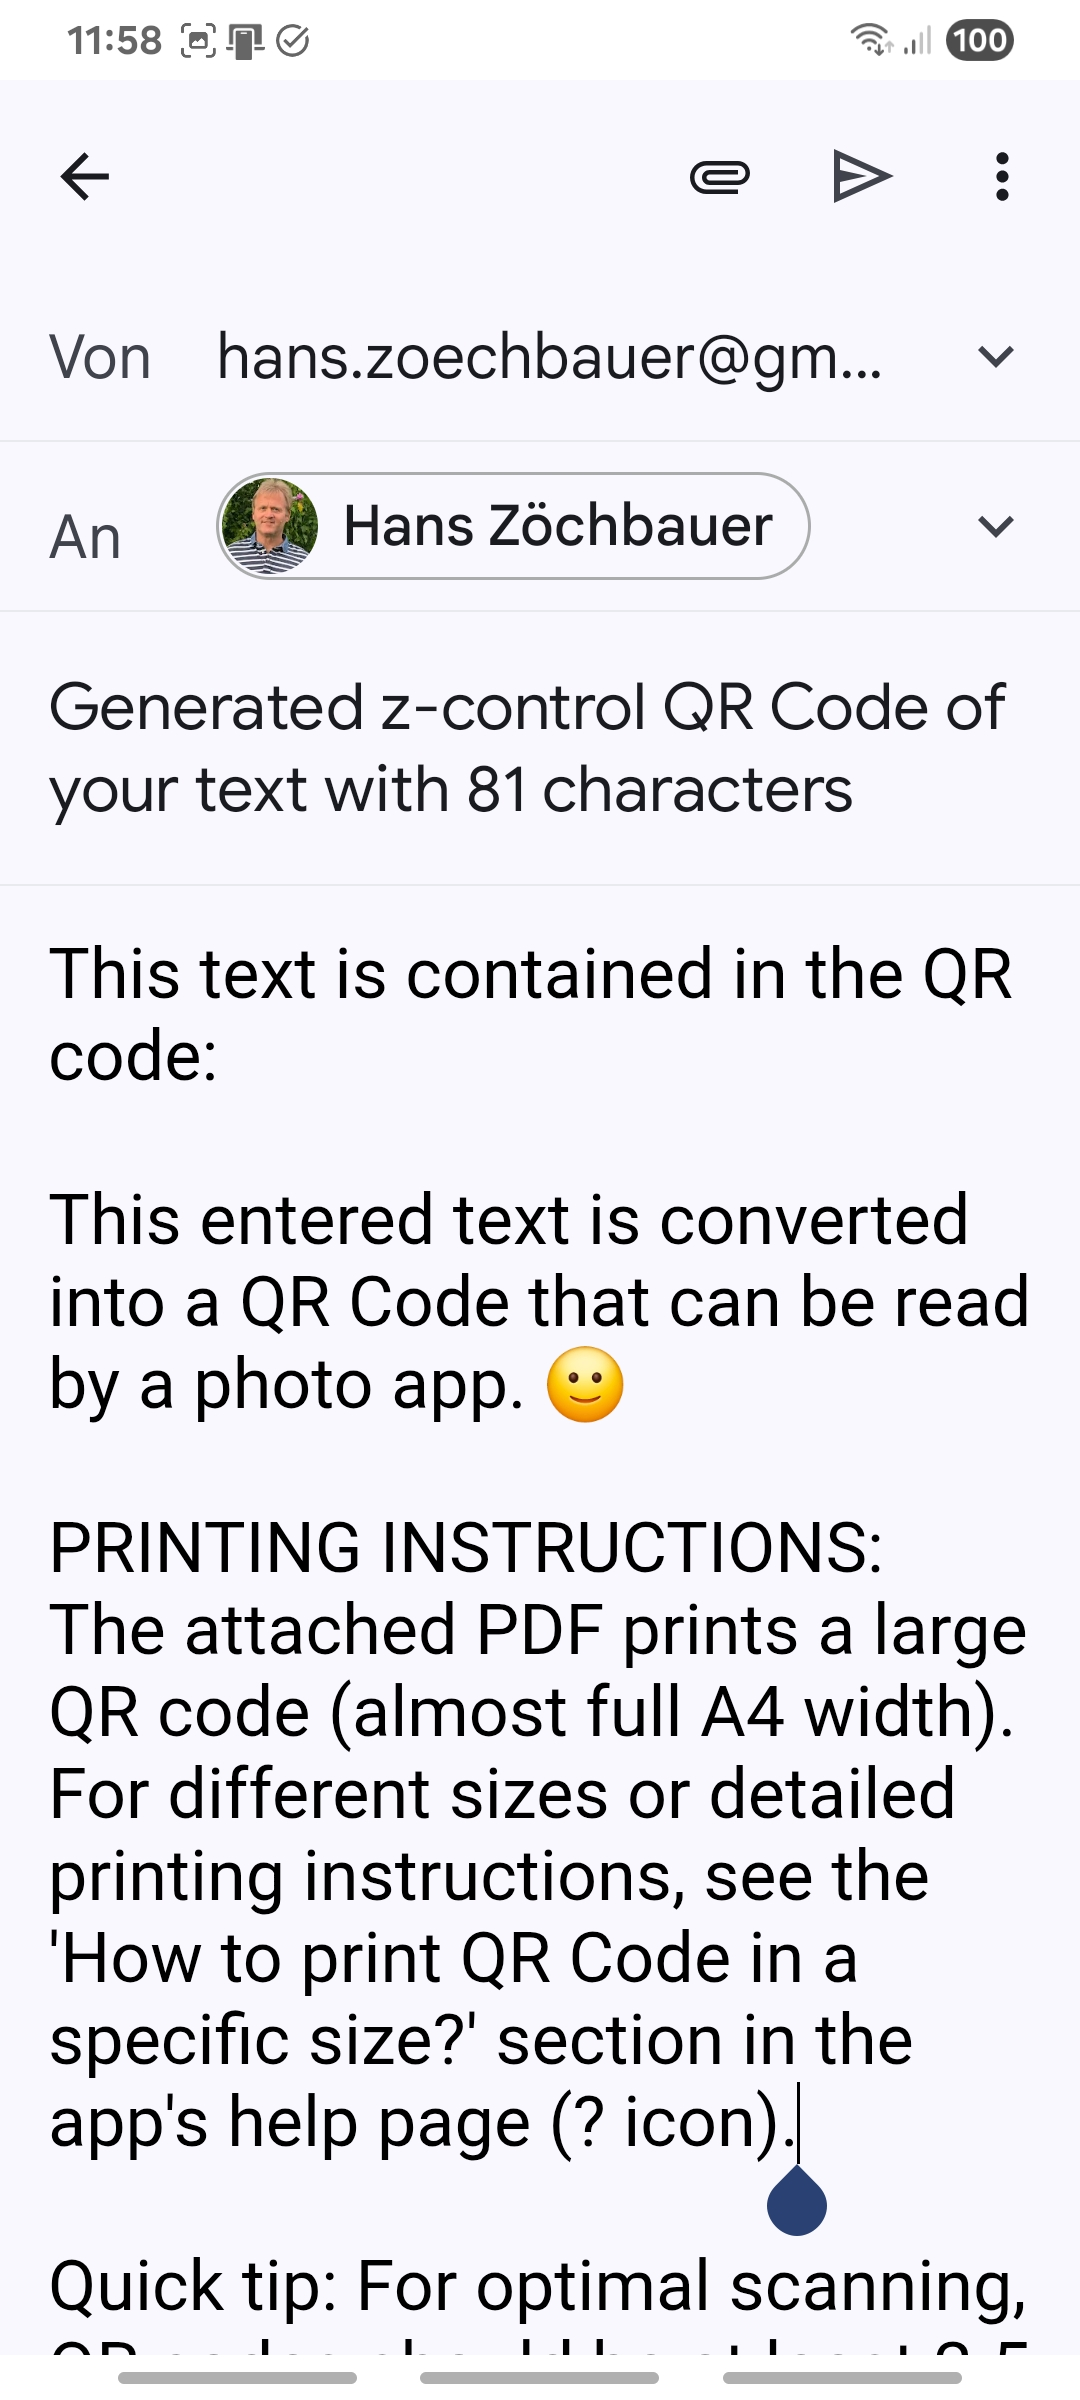 11:58
100
Von hans.zoechbauer@gm...
An Hans Zöchbauer
Generated z-control QR Code of
your text with 81 characters
This text is contained in the QR
code:
This entered text is converted
into a QR Code that can be read
by a photo app. 🙂
PRINTING INSTRUCTIONS:
The attached PDF prints a large
QR code (almost full A4 width).
For different sizes or detailed
printing instructions, see the
'How to print QR Code in a
specific size?' section in the
app's help page (? icon).
Quick tip: For optimal scanning,